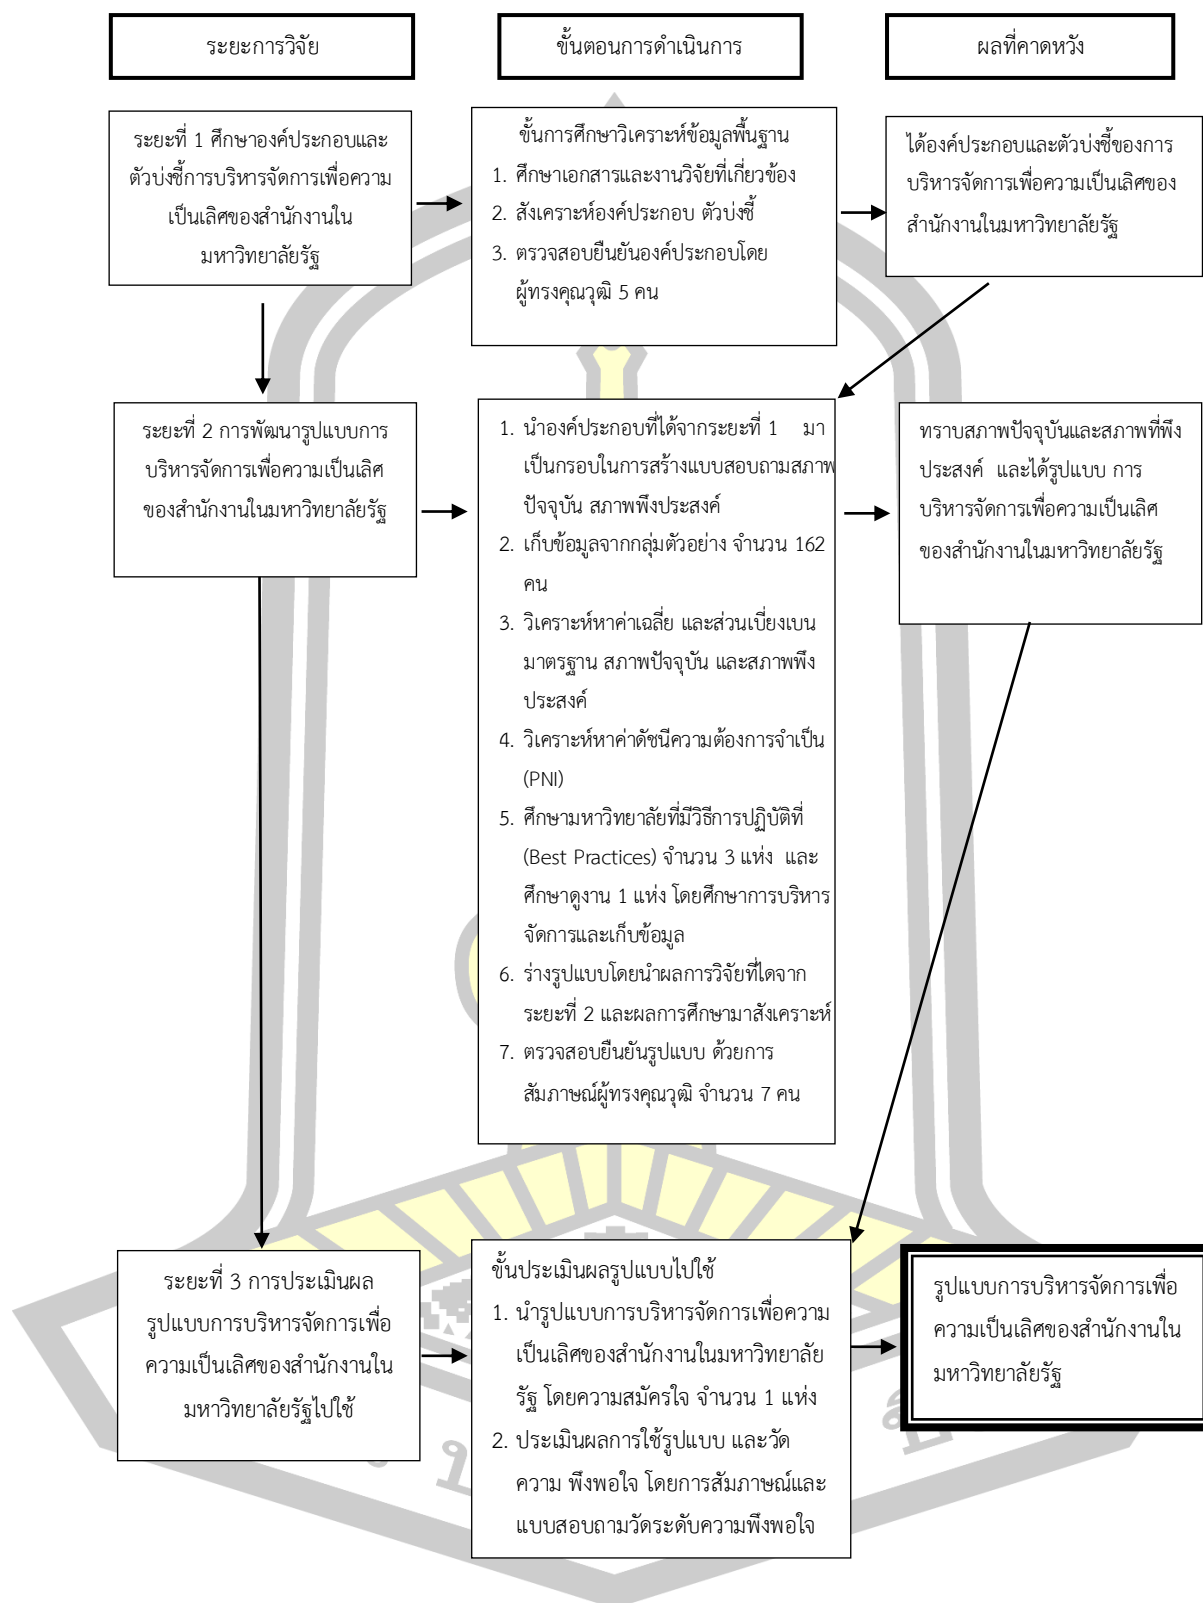 ระยะการวิจัย
ขั้นตอนการดำเนินการ
ผลที่คาดหวัง
ระยะที่ 1 ศึกษาองค์ประกอบและ
ตัวบ่งชี้การบริหารจัดการเพื่อความ
เป็นเลิศของสำนักงานใน
มหาวิทยาลัยรัฐ
ขั้นการศึกษาวิเคราะห์ข้อมูลพื้นฐาน
1. ศึกษาเอกสารและงานวิจัยที่เกี่ยวข้อง
2. สังเคราะห์องค์ประกอบ ตัวบ่งชี้
3. ตรวจสอบยืนยันองค์ประกอบโดย
ผู้ทรงคุณวุฒิ 5 คน
ได้องค์ประกอบและตัวบ่งชี้ของการ
บริหารจัดการเพื่อความเป็นเลิศของ
สำนักงานในมหาวิทยาลัยรัฐ
ระยะที่ 2 การพัฒนารูปแบบการ
บริหารจัดการเพื่อความเป็นเลิศ
ของสำนักงานในมหาวิทยาลัยรัฐ
1. นำองค์ประกอบที่ได้จากระยะที่ 1 มา
เป็นกรอบในการสร้างแบบสอบถามสภาพ
ปัจจุบัน สภาพพึงประสงค์
2. เก็บข้อมูลจากกลุ่มตัวอย่าง จำนวน 162
คน
3. วิเคราะห์หาค่าเฉลี่ย และส่วนเบี่ยงเบน
มาตรฐาน สภาพปัจจุบัน และสภาพพึง
ประสงค์
4. วิเคราะห์หาค่าดัชนีความต้องการจำเป็น
(PNI)
5. ศึกษามหาวิทยาลัยที่มีวิธีการปฏิบัติที่
(Best Practices) จำนวน 3 แห่ง และ
ศึกษาดูงาน 1 แห่ง โดยศึกษาการบริหาร
จัดการและเก็บข้อมูล
6. ร่างรูปแบบโดยนำผลการวิจัยที่ไดจาก
ระยะที่ 2 และผลการศึกษามาสังเคราะห์
7. ตรวจสอบยืนยันรูปแบบ ด้วยการ
สัมภาษณ์ผู้ทรงคุณวุฒิ จำนวน 7 คน
ทราบสภาพปัจจุบันและสภาพที่พึง
ประสงค์ และได้รูปแบบ การ
บริหารจัดการเพื่อความเป็นเลิศ
ของสำนักงานในมหาวิทยาลัยรัฐ
ระยะที่ 3 การประเมินผล
รูปแบบการบริหารจัดการเพื่อ
ความเป็นเลิศของสำนักงานใน
มหาวิทยาลัยรัฐไปใช้
ขั้นประเมินผลรูปแบบไปใช้
1. นำรูปแบบการบริหารจัดการเพื่อความ
เป็นเลิศของสำนักงานในมหาวิทยาลัย
รัฐ โดยความสมัครใจ จำนวน 1 แห่ง
2. ประเมินผลการใช้รูปแบบ และวัด
ความ พึงพอใจ โดยการสัมภาษณ์และ
แบบสอบถามวัดระดับความพึงพอใจ
รูปแบบการบริหารจัดการเพื่อ
ความเป็นเลิศของสำนักงานใน
มหาวิทยาลัยรัฐ